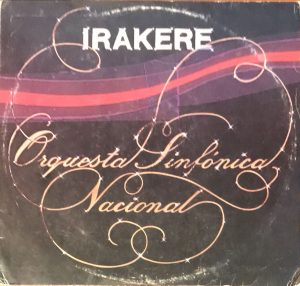 IRAKERE
Orquesta Sinfónica
Nacional